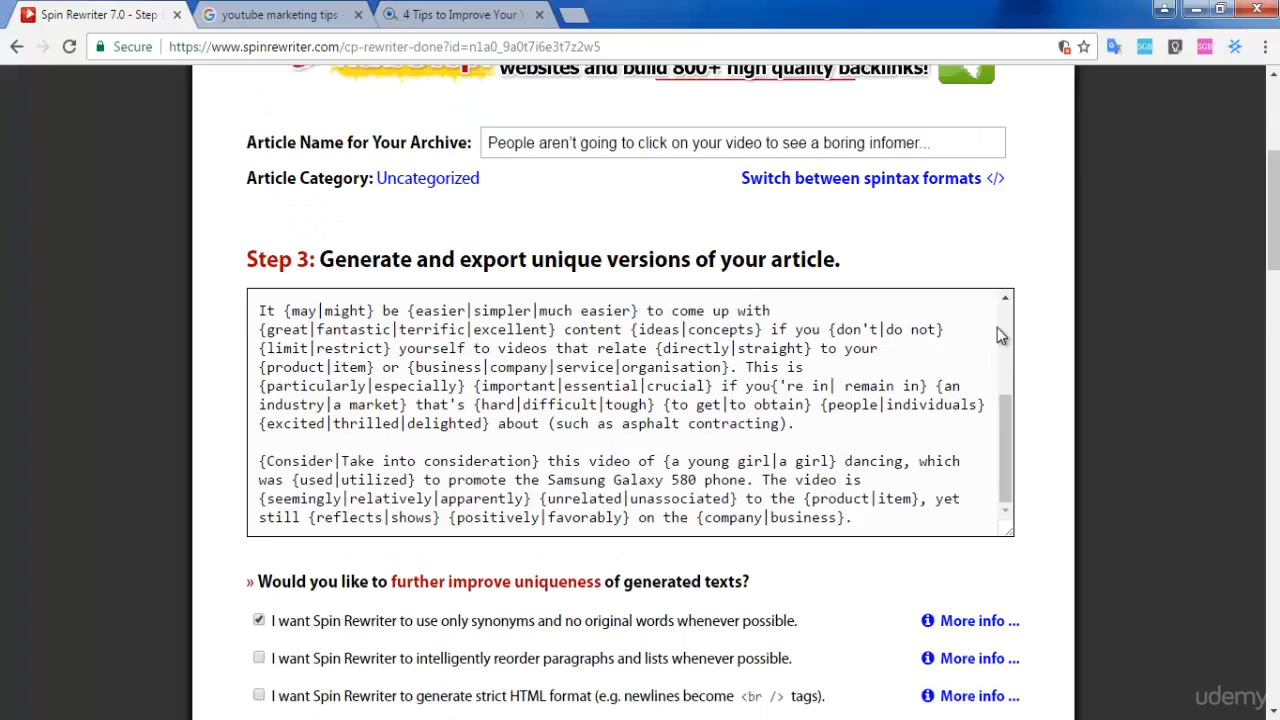 Spin Rewriter 7.0 - Step
youtube marketing tips
4 Tips to Improve Your
Secure
https://www.spinrewriter.com/cp-rewriter-done?id=n1a0_9a0t7i6e3t7z2w5
websites and build 800+ high quality backlinks!
Article Name for Your Archive:
People aren't going to click on your video to see a boring infomer...
Article Category: Uncategorized
Switch between spintax formats </>
Step 3: Generate and export unique versions of your article.
It {may|might} be {easier|simpler|much easier} to come up with
{great|fantastic|terrific|excellent} content {ideas|concepts} if you {don't|do not}
{limit|restrict} yourself to videos that relate {directly|straight} to your
{product|item} or {business|company|service|organisation}. This is
{particularly|especially} {important|essential|crucial} if you{'re in| remain in} {an
industry|a market} that's {hard|difficult|tough} {to get|to obtain} {people|individuals}
{excited|thrilled|delighted} about (such as asphalt contracting).
{Consider|Take into consideration} this video of {a young girl|a girl} dancing, which
was {used|utilized} to promote the Samsung Galaxy 580 phone. The video is
{seemingly|relatively|apparently} {unrelated|unassociated} to the {product|item}, yet
still {reflects|shows} {positively|favorably} on the {company|business}.
» Would you like to further improve uniqueness of generated texts?
I want Spin Rewriter to use only synonyms and no original words whenever possible.
More info ...
I want Spin Rewriter to intelligently reorder paragraphs and lists whenever possible.
More info ...
I want Spin Rewriter to generate strict HTML format (e.g. newlines become <br /> tags).
More info ...
udemy